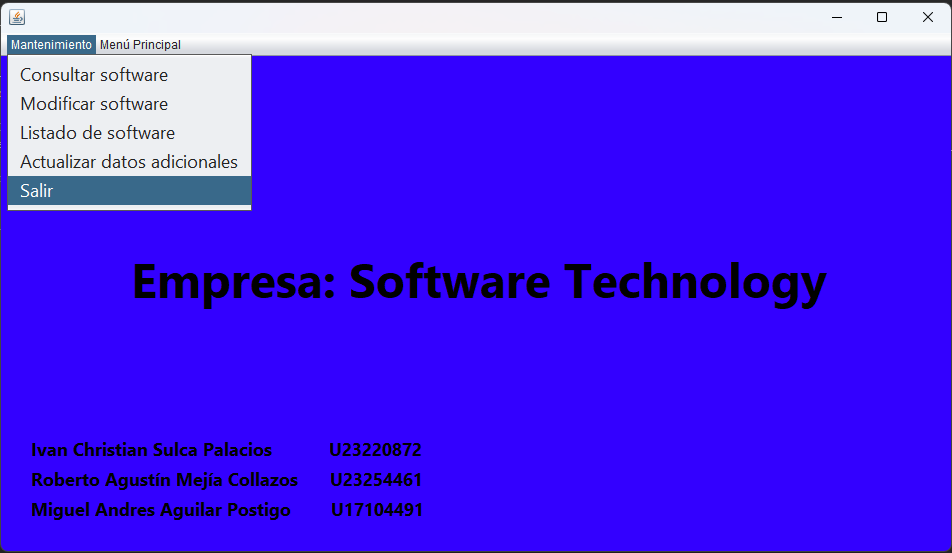 Mantenimiento Menú Principal
Consultar software
Modificar software
Listado de software
Actualizar datos adicionales
Salir
Empresa: Software Technology
Ivan Christian Sulca Palacios U23220872
Roberto Agustín Mejía Collazos U23254461
Miguel Andres Aguilar Postigo U17104491